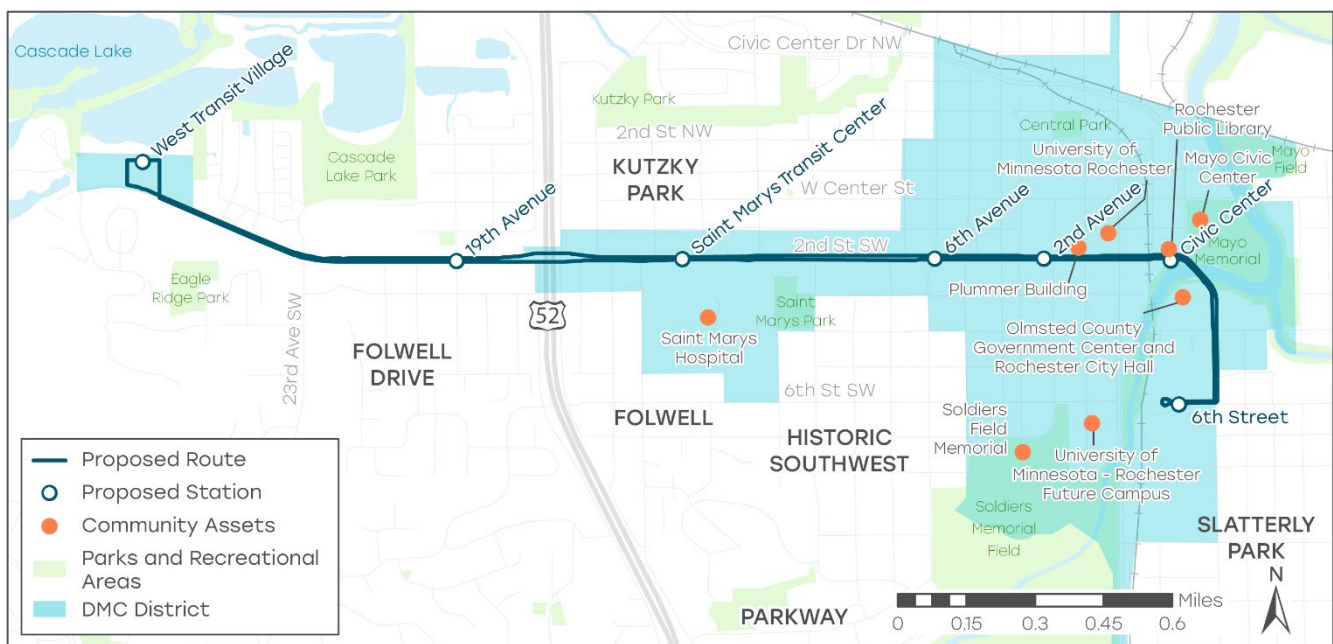 Cascade Lake
West Transit Village
Cascade
Lake Park
Eagle
Ridge Park
23rd Ave SW
19th Avenue
FOLWELL
DRIVE
52
Kutzky Park
2nd St NW
KUTZKY
PARK
Civic Center Dr NW
W Center St
Saint Marys Transit Center
2nd St SW
Saint Marys
Hospital
Saint
Marys Park
6th St SW
FOLWELL
HISTORIC
SOUTHWEST
6th Avenue
2nd Avenue
Central Park
University of
Minnesota Rochester
Rochester
Public Library
Mayo Civic
Center
Mayo
Field
Civic Center
Mayo
Memorial
Plummer Building
Olmsted County
Government Center and
Rochester City Hall
6th Street
Soldiers
Field
Memorial
University of
Minnesota - Rochester
Future Campus
Soldiers
Memorial
Field
SLATTERLY
PARK
PARKWAY
Proposed Route
Proposed Station
Community Assets
Parks and Recreational
Areas
DMC District
Miles
0 0.15 0.3 0.45 0.6
N